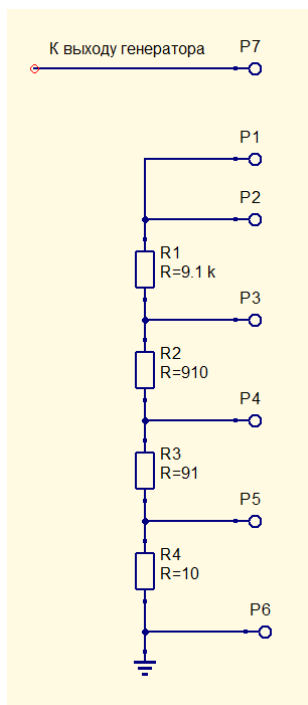 К выходу генератора
P7
P1
P2
R1
R=9.1 k
P3
R2
R=910
P4
R3
R=91
P5
R4
R=10
P6